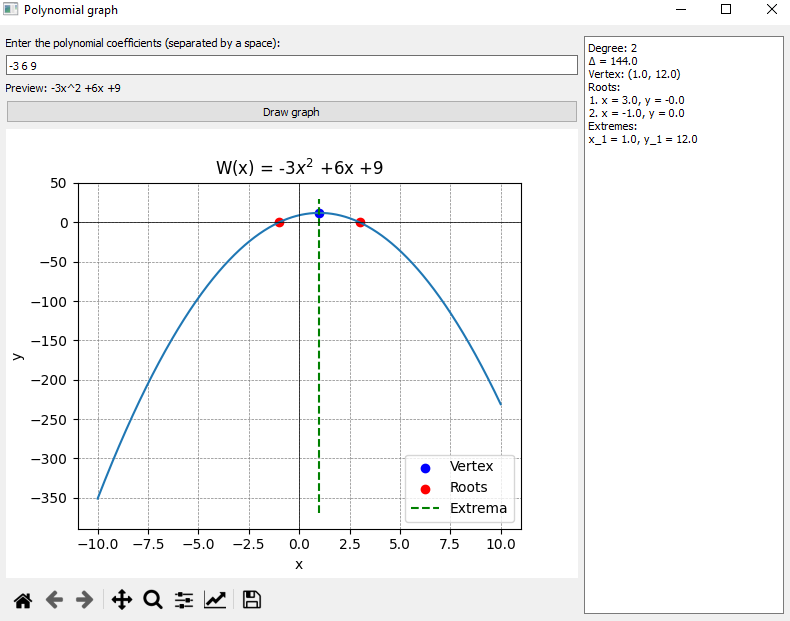 Polynomial graph
Enter the polynomial coefficients (separated by a space):
-3 6 9
Preview: -3x^2 +6x +9
Draw graph
W(x) = -3x² +6x +9
50
0
−50
−100
−150
−200
−250
−300
−350
y
−10.0 −7.5 −5.0 −2.5 0.0 2.5 5.0 7.5 10.0
x
Vertex
Roots
Extrema
Degree: 2
Δ = 144.0
Vertex: (1.0, 12.0)
Roots:
1. x = 3.0, y = -0.0
2. x = -1.0, y = 0.0
Extremes:
x_1 = 1.0, y_1 = 12.0